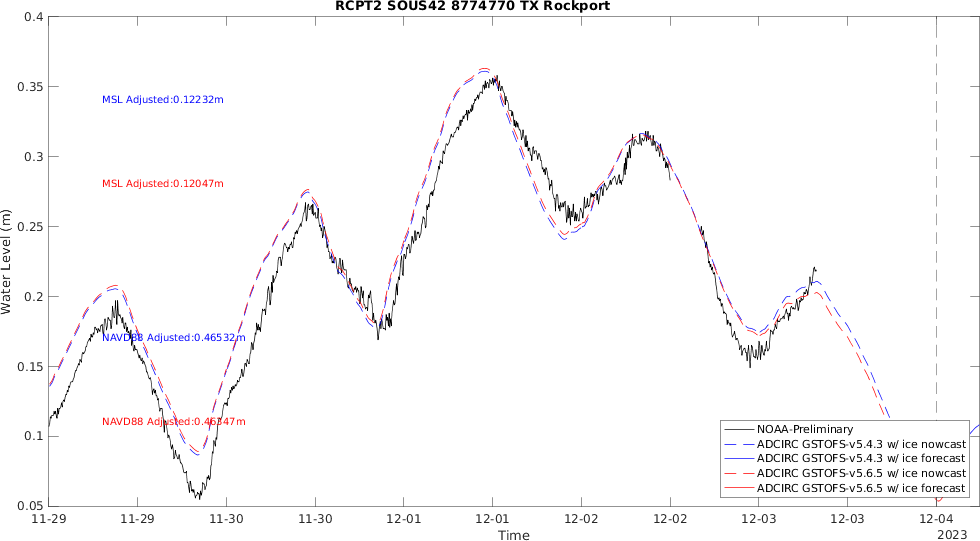 RCPT2 SOUS42 8774770 TX Rockport
0.4
0.35
0.3
0.25
0.2
0.15
0.1
0.05
Water Level (m)
MSL Adjusted:0.12232m
MSL Adjusted:0.12047m
NAVD88 Adjusted:0.46532m
NAVD88 Adjusted:0.46347m
NOAA-Preliminary
ADCIRC GSTOFS-v5.4.3 w/ ice nowcast
ADCIRC GSTOFS-v5.4.3 w/ ice forecast
ADCIRC GSTOFS-v5.6.5 w/ ice nowcast
ADCIRC GSTOFS-v5.6.5 w/ ice forecast
11-29 11-29 11-30 11-30 12-01 12-01 12-02 12-02 12-03 12-03 12-04
Time
2023